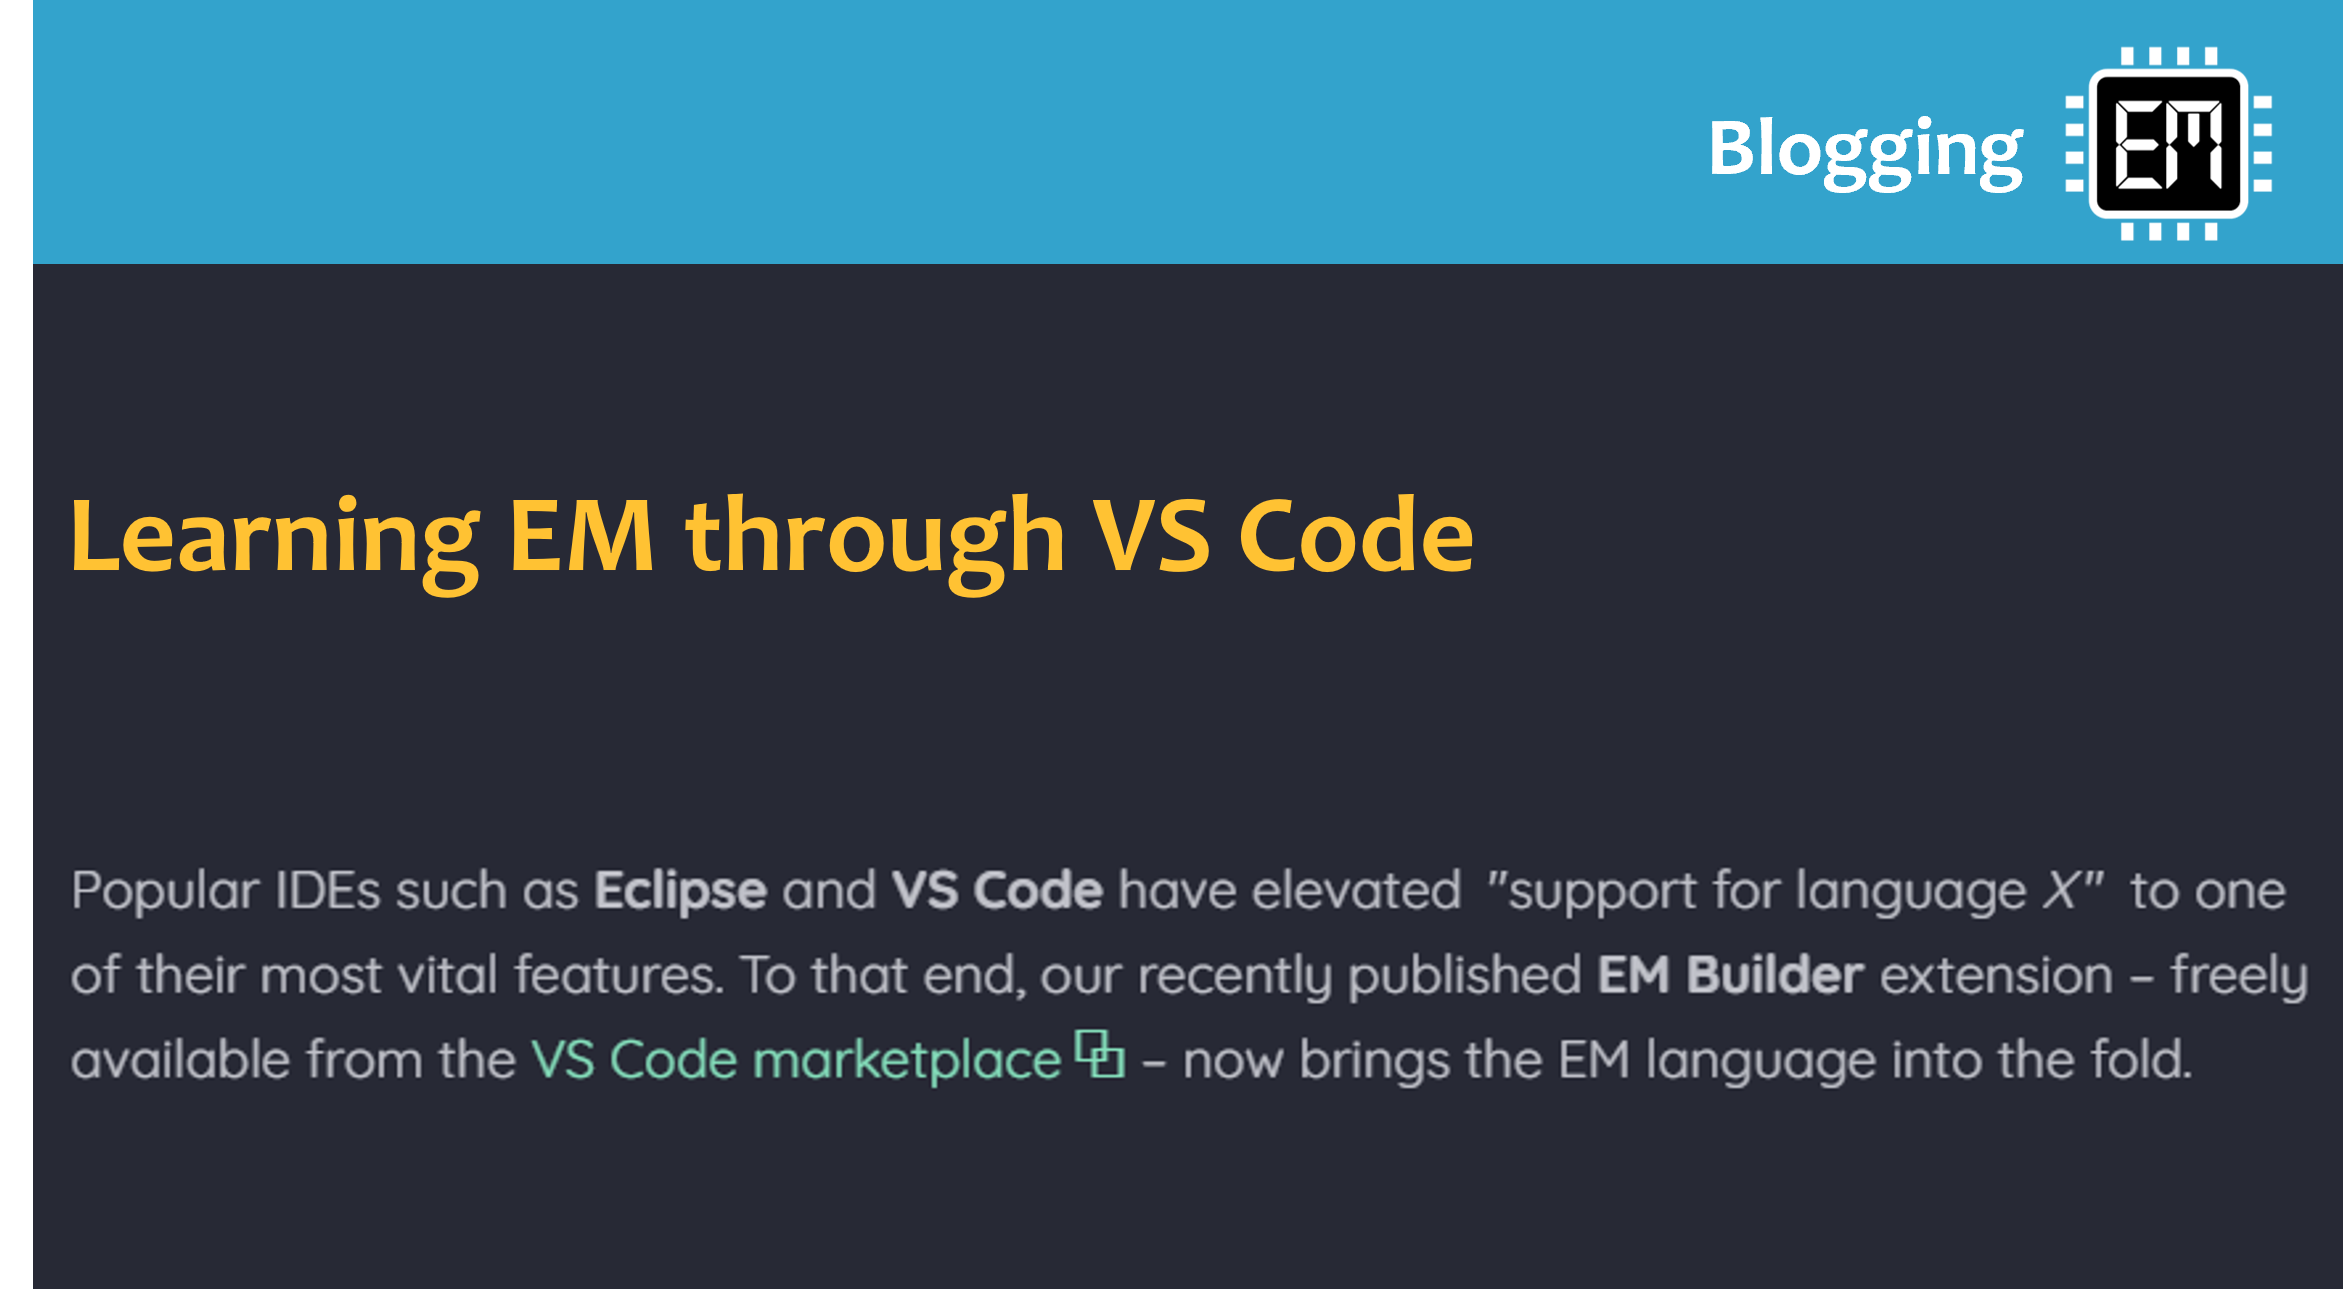 Blogging EM
Learning EM through VS Code
Popular IDEs such as Eclipse and VS Code have elevated "support for language X" to one
of their most vital features. To that end, our recently published EM Builder extension – freely
available from the VS Code marketplace – now brings the EM language into the fold.